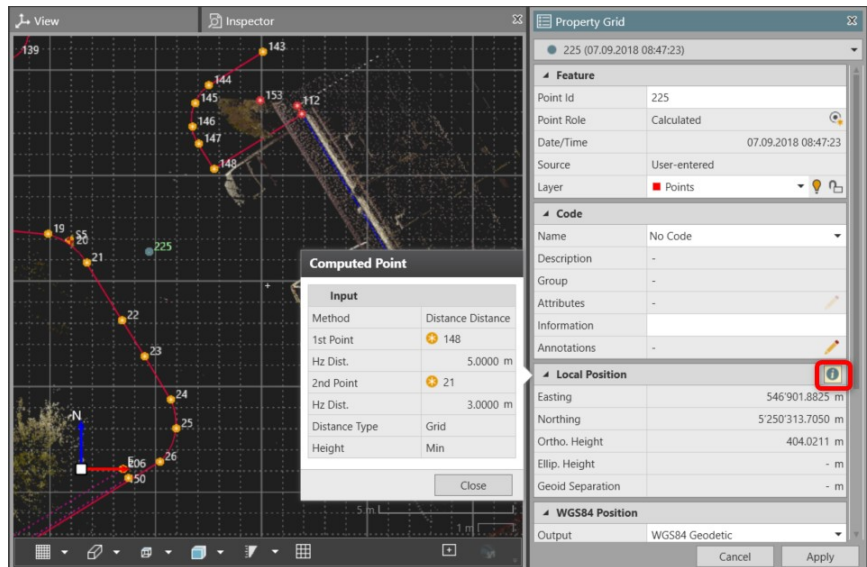 View
Inspector
139
143
144
145
146
147
148
153
112
19
S5
20
21
225
22
23
24
25
26
N
E
206
50
5 m
1 m
Computed Point
Input
Method Distance Distance
1st Point 148
Hz Dist. 5.0000 m
2nd Point 21
Hz Dist. 3.0000 m
Distance Type Grid
Height Min
Close
Property Grid
225 (07.09.2018 08:47:23)
Feature
Point Id 225
Point Role Calculated
Date/Time 07.09.2018 08:47:23
Source User-entered
Layer Points
Code
Name No Code
Description -
Group -
Attributes -
Information
Annotations -
Local Position
Easting 546'901.8825 m
Northing 5'250'313.7050 m
Ortho. Height 404.0211 m
Ellip. Height - m
Geoid Separation - m
WGS84 Position
Output WGS84 Geodetic
Cancel Apply